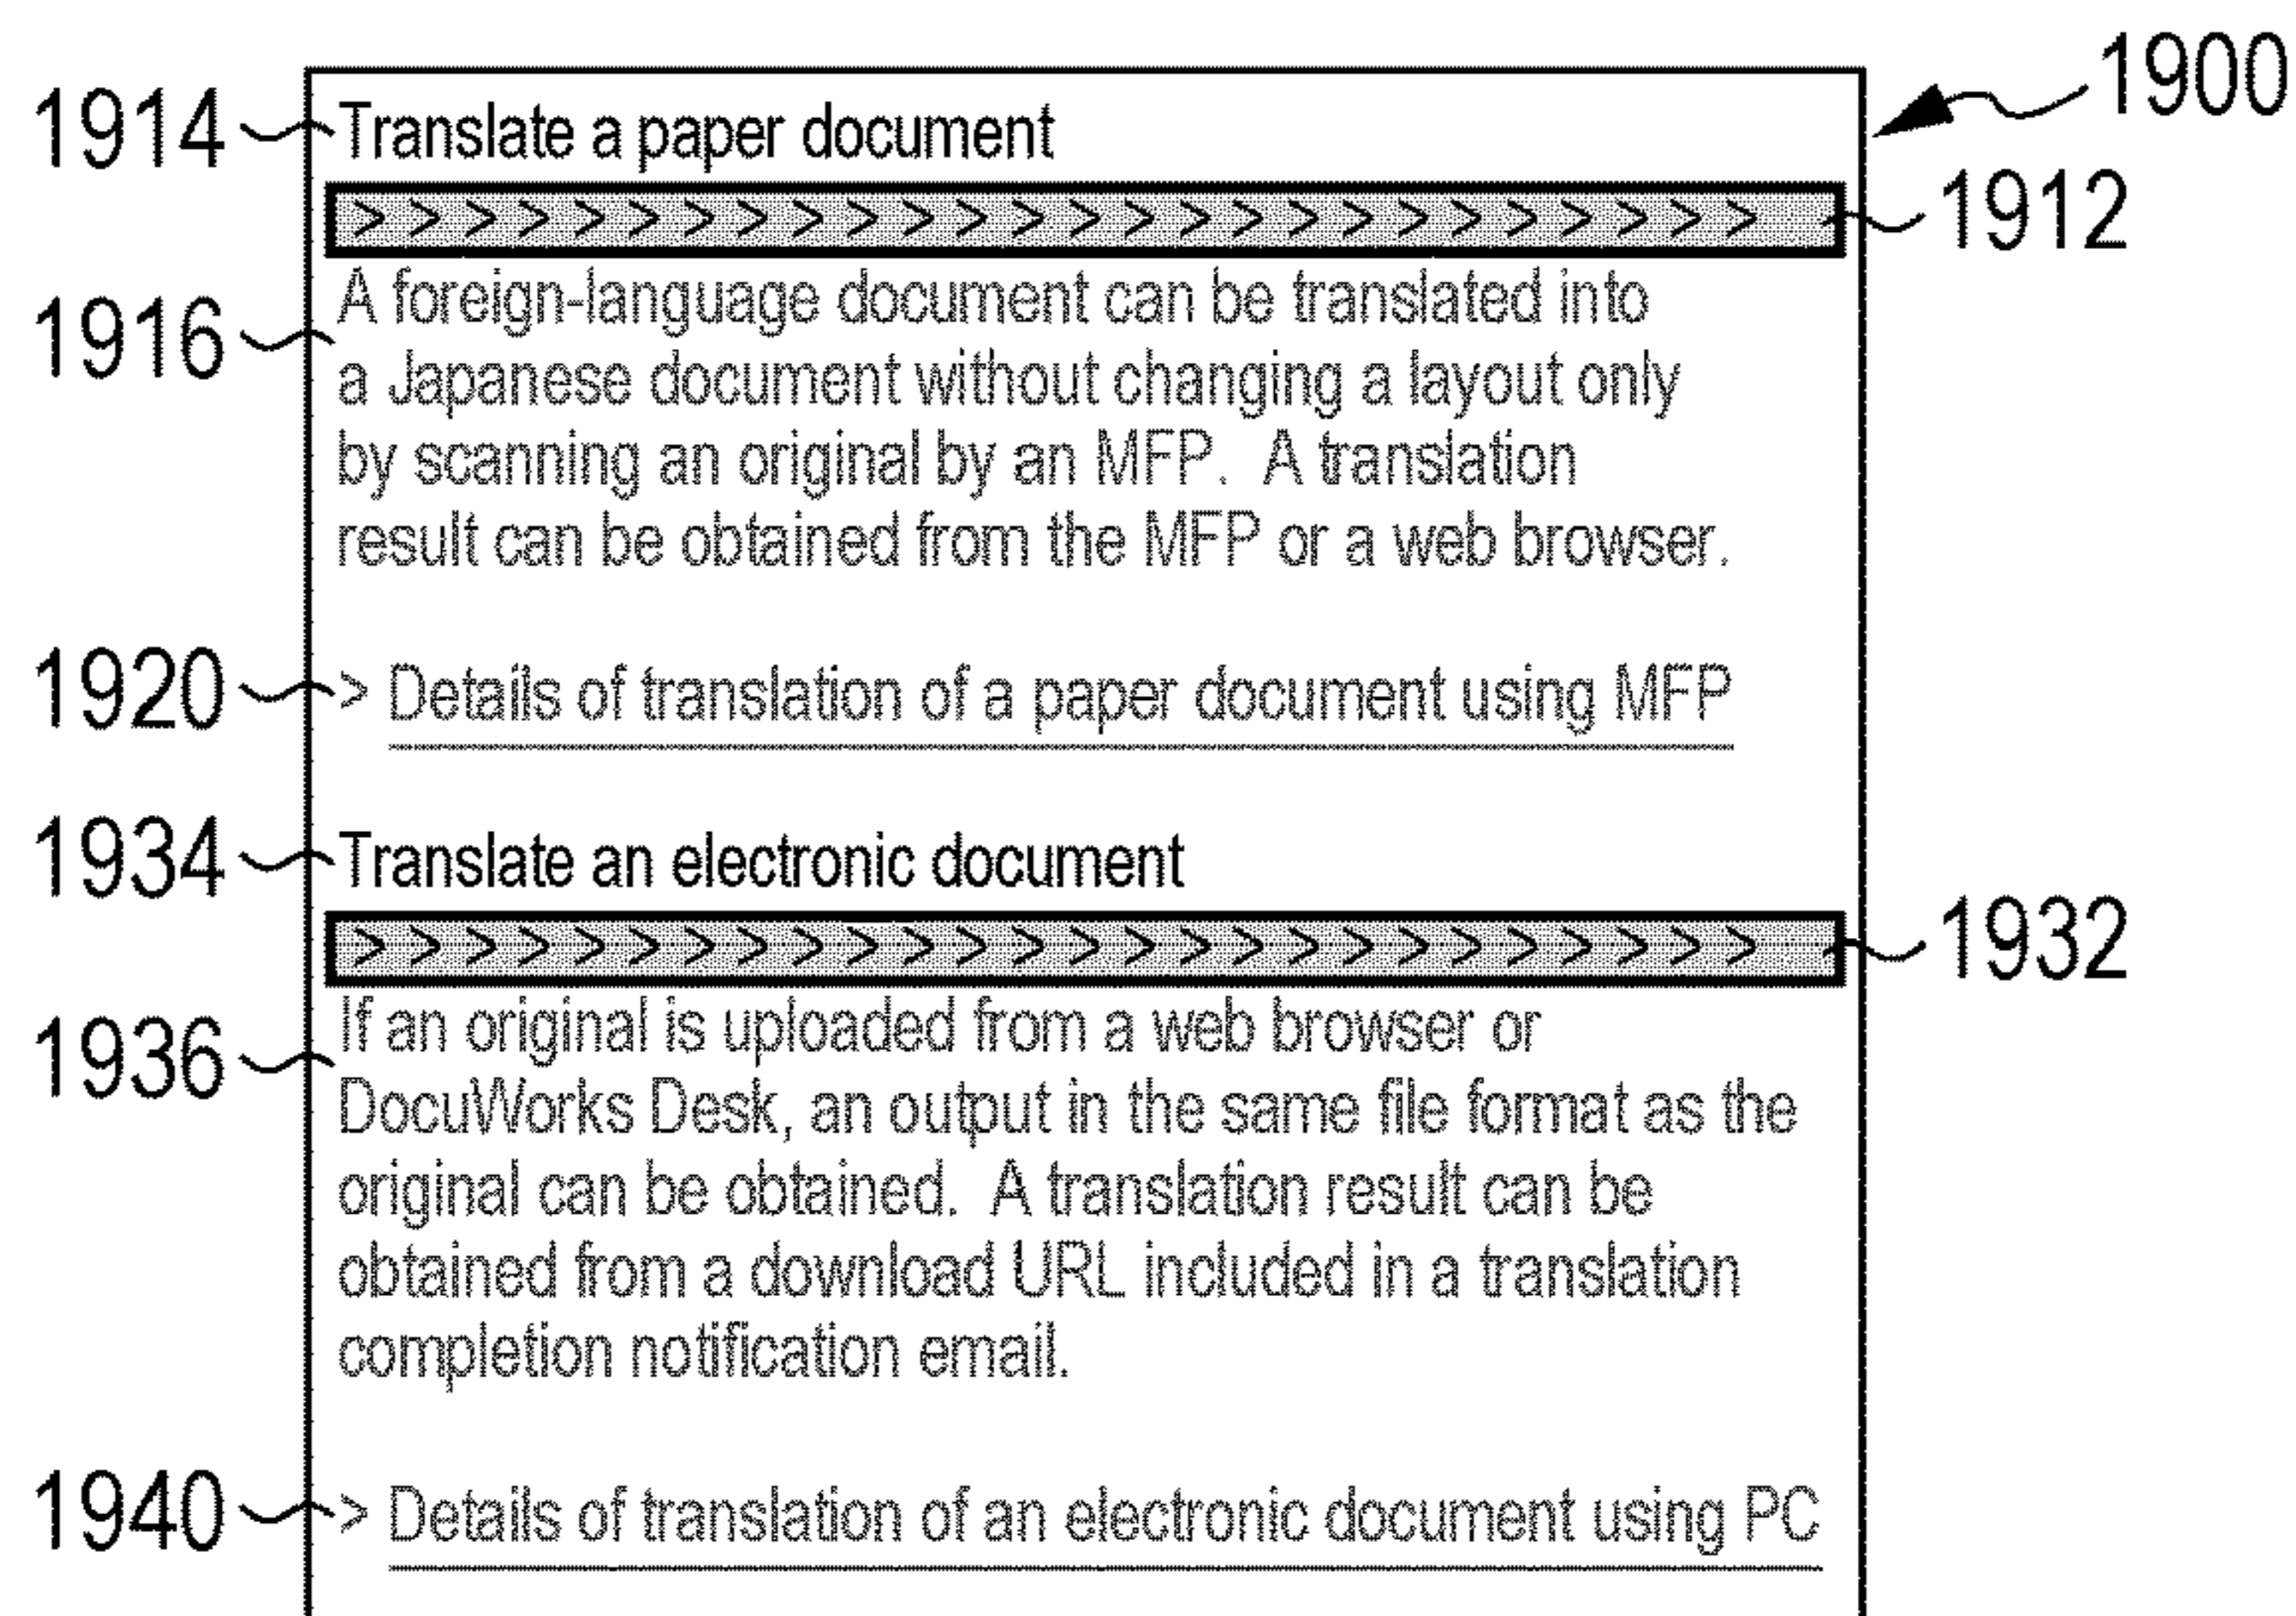 1900
1914 Translate a paper document
> > > > > > > > > > > > > > > > > > > > > > > > > > 1912
1916 A foreign-language document can be translated into
a Japanese document without changing a layout only
by scanning an original by an MFP. A translation
result can be obtained from the MFP or a web browser.
1920 > Details of translation of a paper document using MFP
1934 Translate an electronic document
> > > > > > > > > > > > > > > > > > > > > > > > > > 1932
1936 If an original is uploaded from a web browser or
DocuWorks Desk, an output in the same file format as the
original can be obtained. A translation result can be
obtained from a download URL included in a translation
completion notification email.
1940 > Details of translation of an electronic document using PC